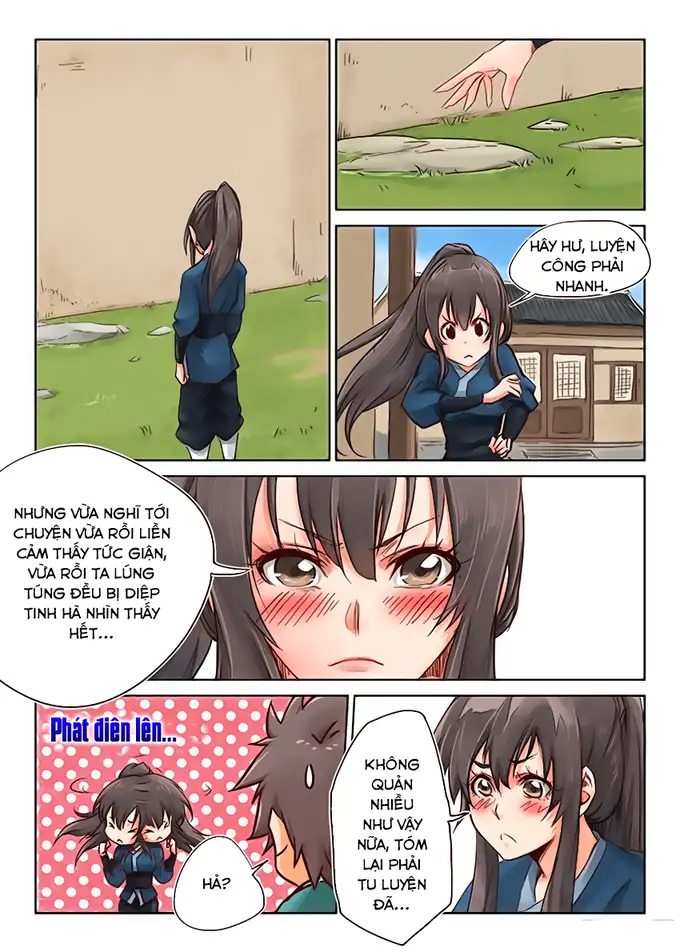 HÂY HƯ, LUYỆN
CÔNG PHẢI
NHANH.
NHƯNG VỪA NGHĨ TỚI
CHUYỆN VỪA RỒI LIỀN
CẢM THẤY TỨC GIẬN,
VỪA RỒI TA LÚNG
TÚNG ĐỀU BỊ DIỆP
TINH HÀ NHÌN THẤY
HẾT...
Phát điên lên...
HẢ?
KHÔNG
QUẢN
NHIỀU
NHƯ VẬY
NỮA, TÓM
LẠI PHẢI
TU LUYỆN
ĐÃ...